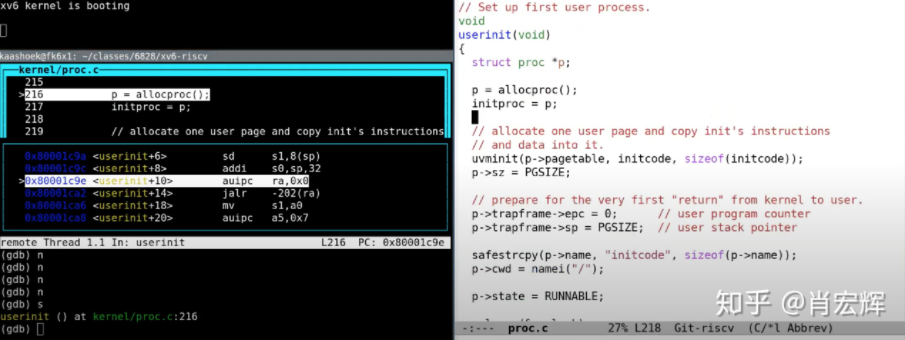 xv6 kernel is booting
kaashoek@fk6x1: ~/classes/6828/xv6-riscv
kernel/proc.c
215
>216 p = allocproc();
217 initproc = p;
218
219 // allocate one user page and copy init's instructions
0x80001c9a <userinit+6> sd s1,8(sp)
0x80001c9c <userinit+8> addi s0,sp,32
>0x80001c9e <userinit+10> auipc ra,0x0
0x80001ca2 <userinit+14> jalr -202(ra)
0x80001ca6 <userinit+18> mv s1,a0
0x80001ca8 <userinit+20> auipc a5,0x7
remote Thread 1.1 In: userinit L216 PC: 0x80001c9e
(gdb) n
(gdb) n
(gdb) n
(gdb) n
(gdb) s
userinit () at kernel/proc.c:216
(gdb)
// Set up first user process.
void
userinit(void)
{
struct proc *p;
p = allocproc();
initproc = p;
// allocate one user page and copy init's instructions
// and data into it.
uvminit(p->pagetable, initcode, sizeof(initcode));
p->sz = PGSIZE;
// prepare for the very first "return" from kernel to user.
p->trapframe->epc = 0; // user program counter
p->trapframe->sp = PGSIZE; // user stack pointer
safestrcpy(p->name, "initcode", sizeof(p->name));
p->cwd = namei("/");
p->state = RUNNABLE;
知乎 @肖宏辉
-:--- proc.c 27% L218 Git-riscv (C/*l Abbrev)